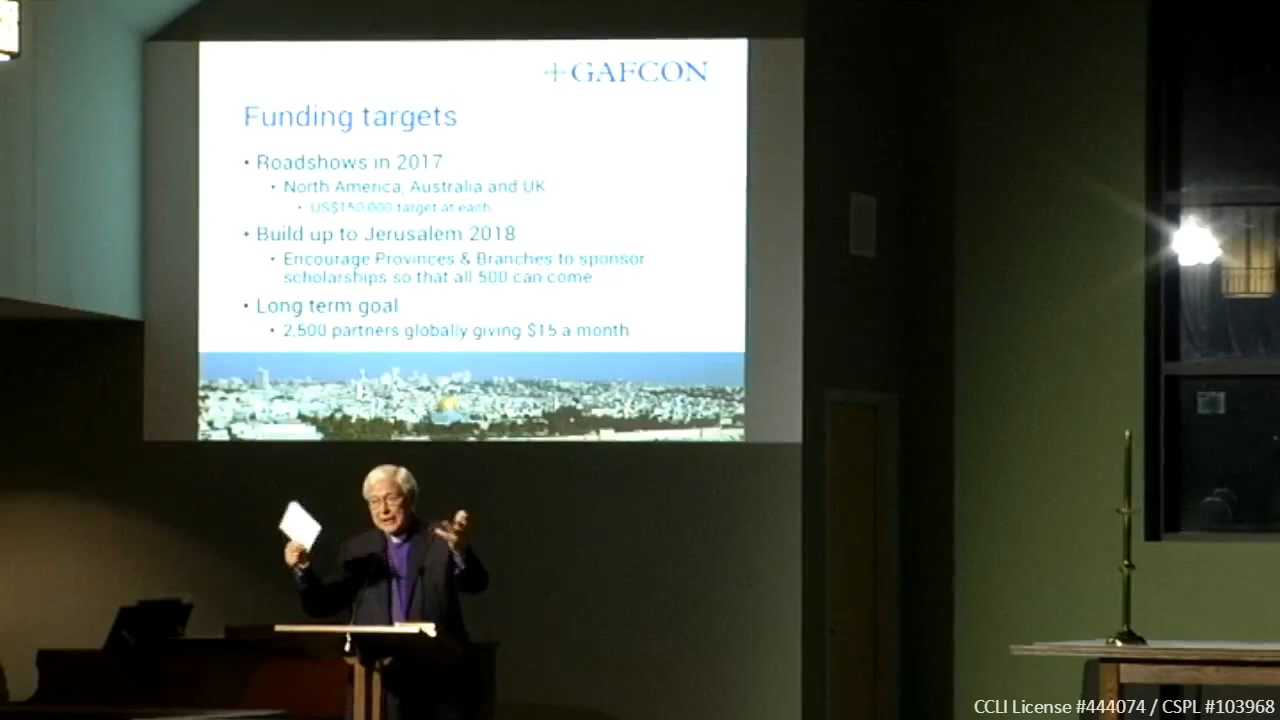 GAFCON
Funding targets
• Roadshows in 2017
• North America, Australia and UK
• US$150,000 target at each
• Build up to Jerusalem 2018
• Encourage Provinces & Branches to sponsor
scholarships so that all 500 can come
• Long term goal
• 2,500 partners globally giving $15 a month
CCLI License #444074 / CSPL #103968